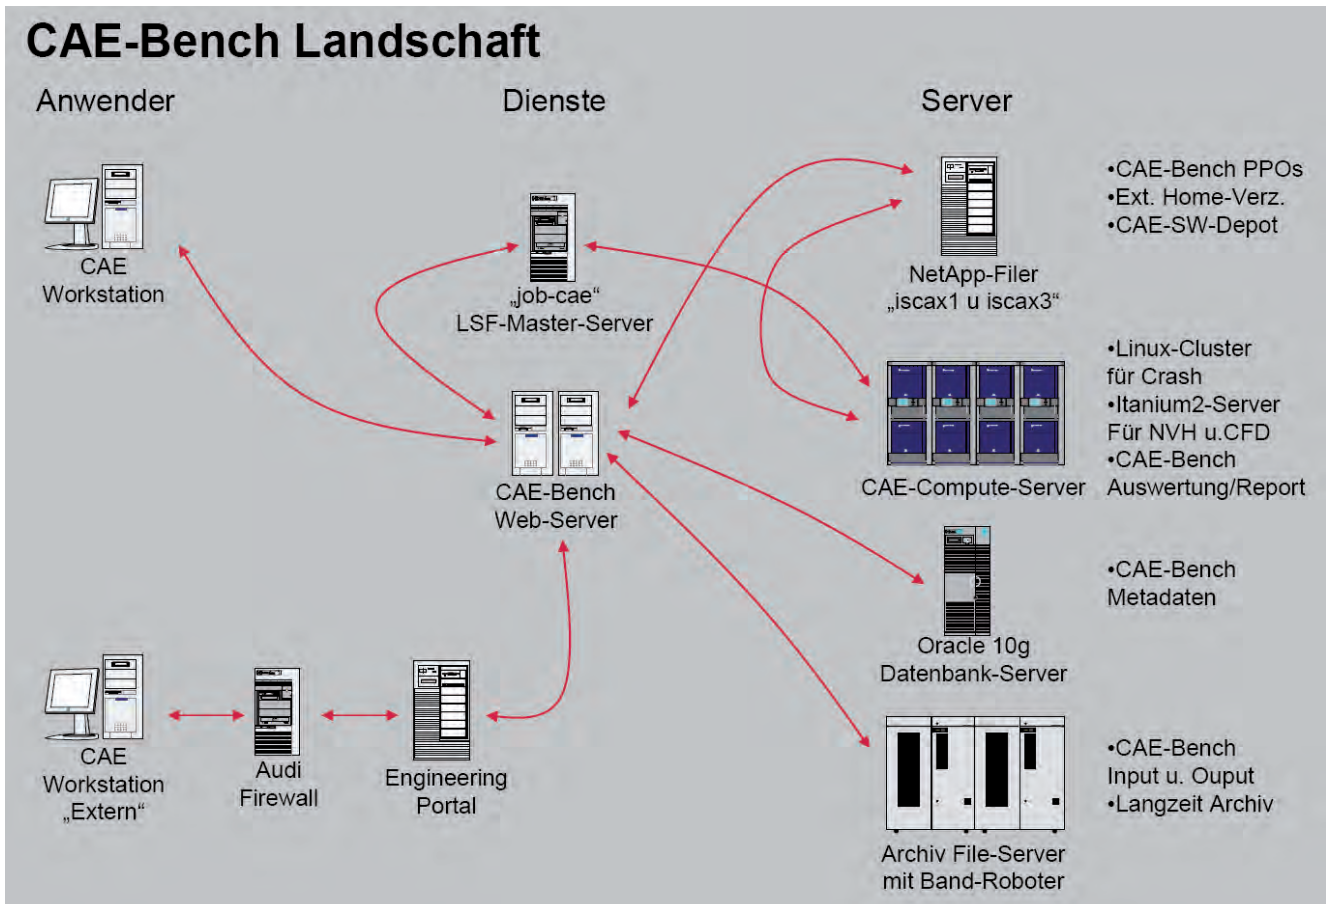 CAE-Bench Landschaft
Anwender
Dienste
Server
CAE
Workstation
„job-cae“
LSF-Master-Server
NetApp-Filer
„iscax1 u iscax3“
•CAE-Bench PPOs
•Ext. Home-Verz.
•CAE-SW-Depot
CAE-Bench
Web-Server
CAE-Compute-Server
•Linux-Cluster
für Crash
•Itanium2-Server
Für NVH u.CFD
•CAE-Bench
Auswertung/Report
Oracle 10g
Datenbank-Server
•CAE-Bench
Metadaten
CAE
Workstation
„Extern“
Audi
Firewall
Engineering
Portal
Archiv File-Server
mit Band-Roboter
•CAE-Bench
Input u. Ouput
•Langzeit Archiv